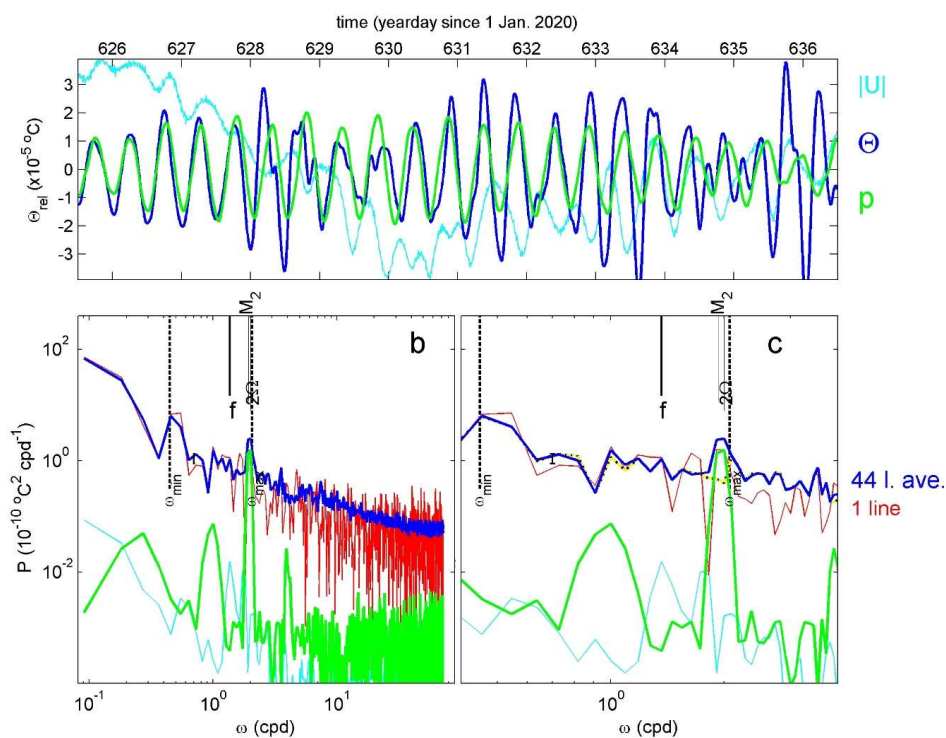 time (yearday since 1 Jan. 2020)
626 627 628 629 630 631 632 633 634 635 636
3
2
1
0
-1
-2
-3
Θrel (x10⁻⁵ °C)
|U|
Θ
p
M₂ M₂
10² 10⁰ 10⁻²
P (10⁻¹⁰ °C² cpd⁻¹)
b c
f 2Ω f 2Ω
ωmin ωmax ωmin ωmax
44 l. ave.
1 line
10⁻¹ 10⁰ 10¹ 10⁰
ω (cpd) ω (cpd)